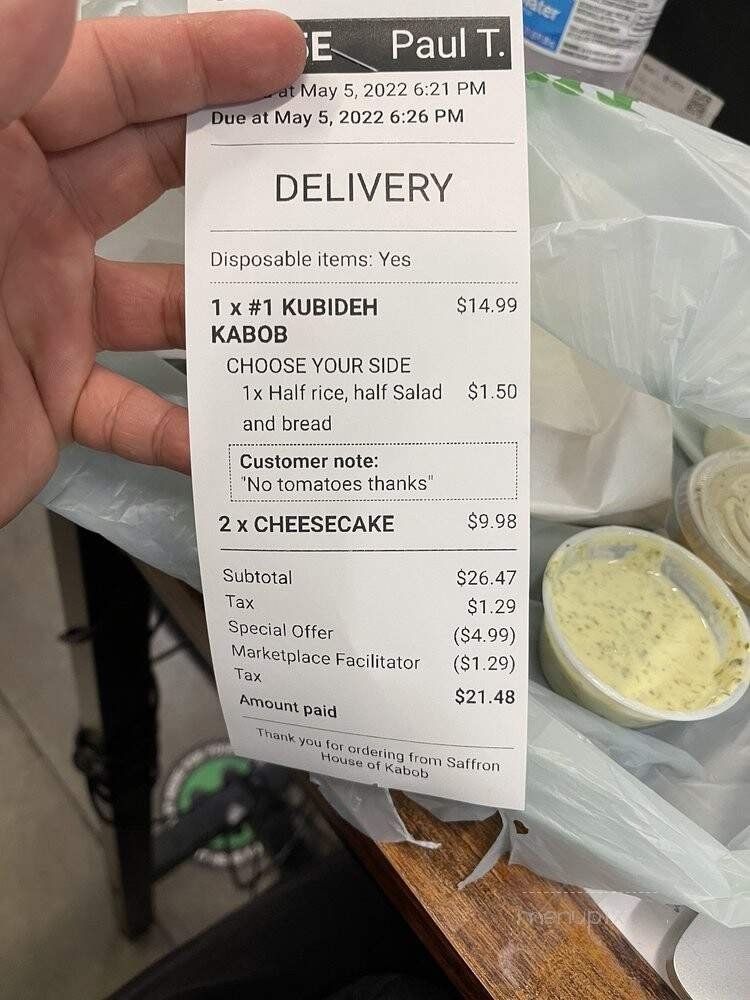 Paul T.
at May 5, 2022 6:21 PM
Due at May 5, 2022 6:26 PM
DELIVERY
Disposable items: Yes
1 x #1 KUBIDEH $14.99
KABOB
CHOOSE YOUR SIDE
1x Half rice, half Salad $1.50
and bread
Customer note:
"No tomatoes thanks"
2 x CHEESECAKE $9.98
Subtotal $26.47
Tax $1.29
Special Offer ($4.99)
Marketplace Facilitator ($1.29)
Tax
Amount paid $21.48
Thank you for ordering from Saffron
House of Kabob